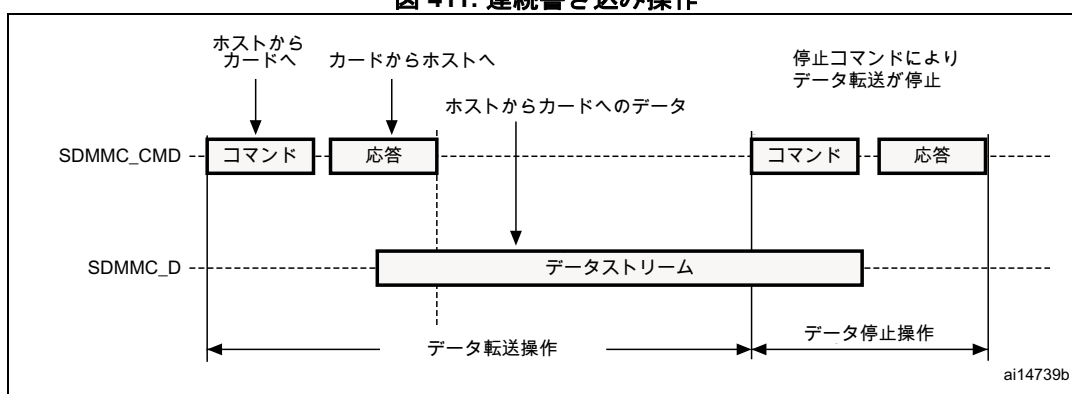 図 411. 連続書き込み操作
ホストから
カードへ
カードからホストへ
停止コマンドにより
データ転送が停止
ホストからカードへのデータ
SDMMC_CMD
コマンド
応答
コマンド
応答
SDMMC_D
データストリーム
データ転送操作
データ停止操作
ai14739b